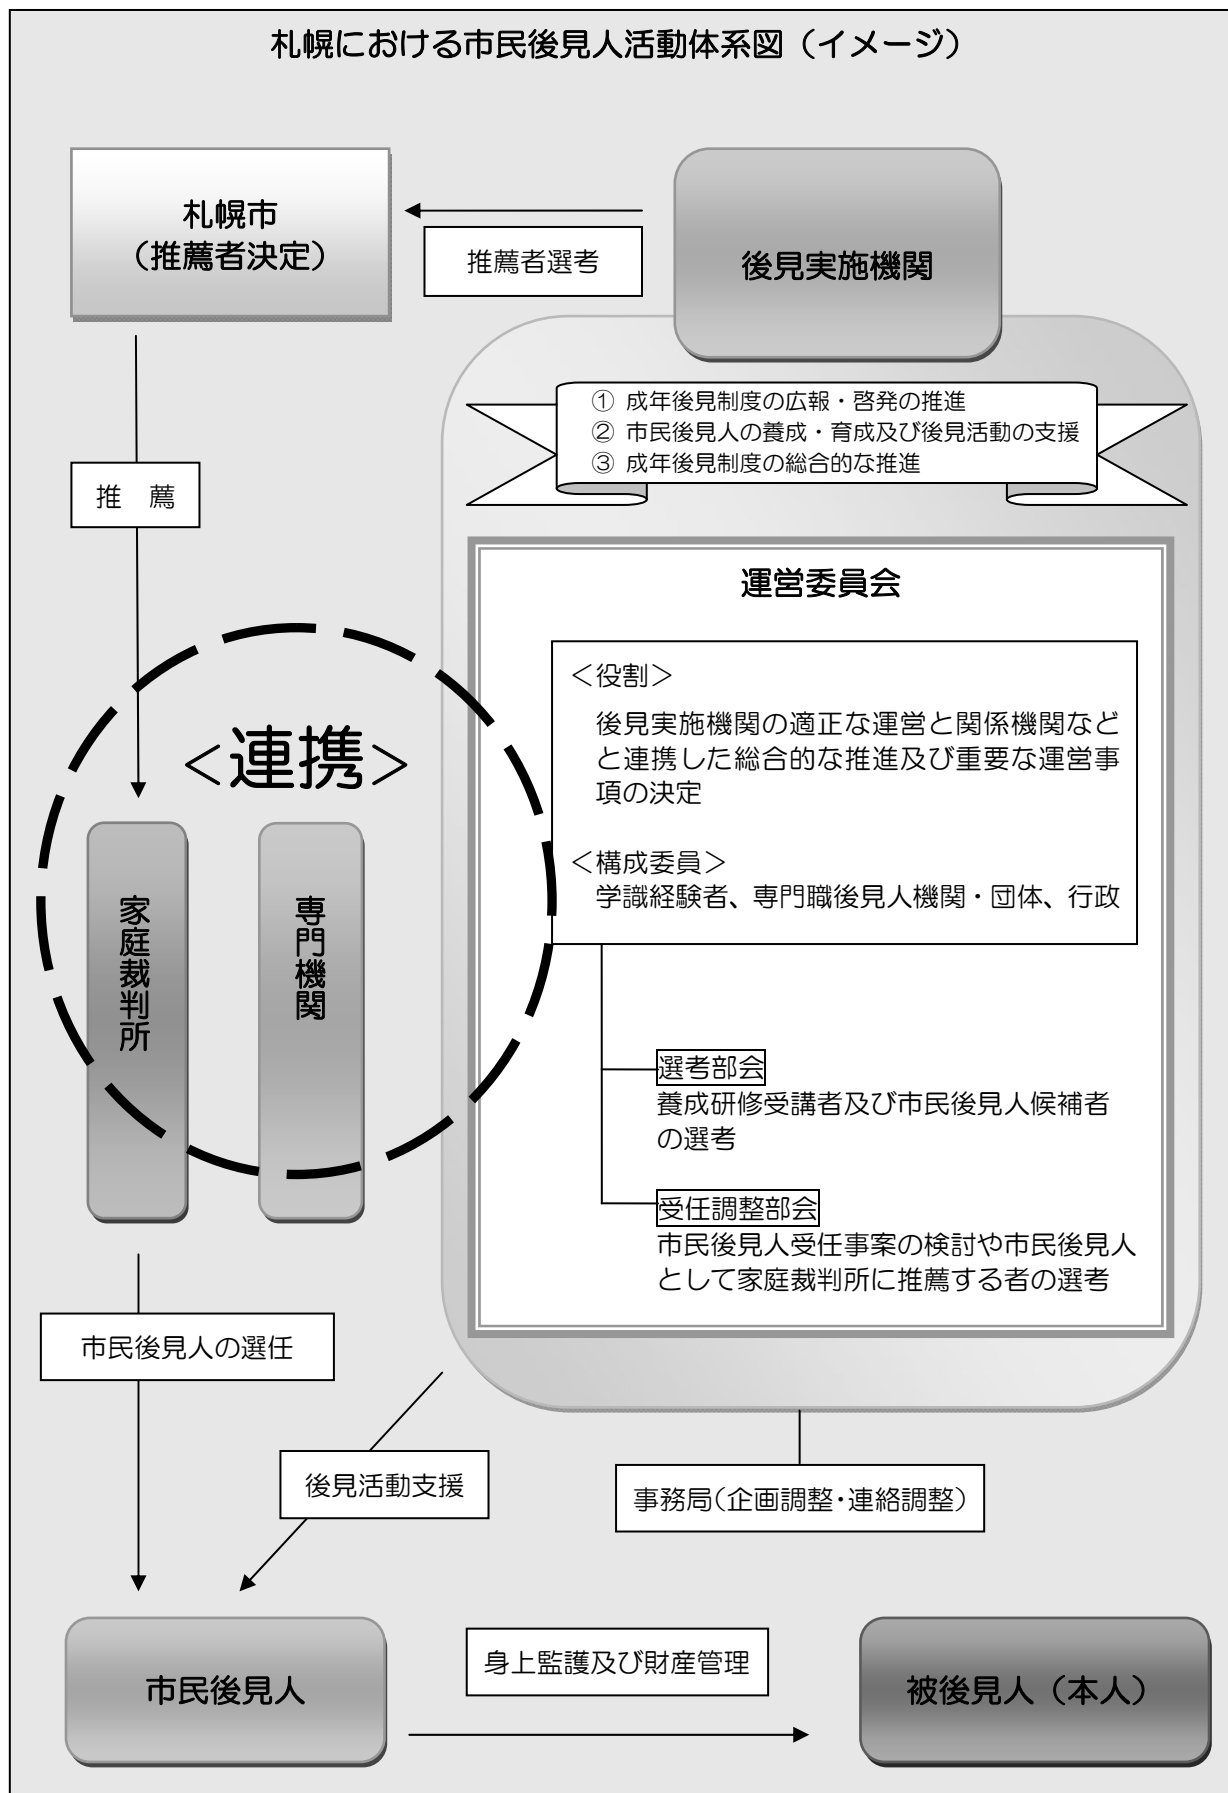 札幌における市民後見人活動体系図（イメージ）
札幌市
（推薦者決定）
推薦者選考
後見実施機関
① 成年後見制度の広報・啓発の推進
② 市民後見人の養成・育成及び後見活動の支援
③ 成年後見制度の総合的な推進
推　薦
運営委員会
＜役割＞
後見実施機関の適正な運営と関係機関など
と連携した総合的な推進及び重要な運営事
項の決定
＜構成委員＞
学識経験者、専門職後見人機関・団体、行政
＜連携＞
家庭裁判所
専門機関
選考部会
養成研修受講者及び市民後見人候補者
の選考
受任調整部会
市民後見人受任事案の検討や市民後見人
として家庭裁判所に推薦する者の選考
市民後見人の選任
後見活動支援
事務局（企画調整・連絡調整）
市民後見人
身上監護及び財産管理
被後見人（本人）